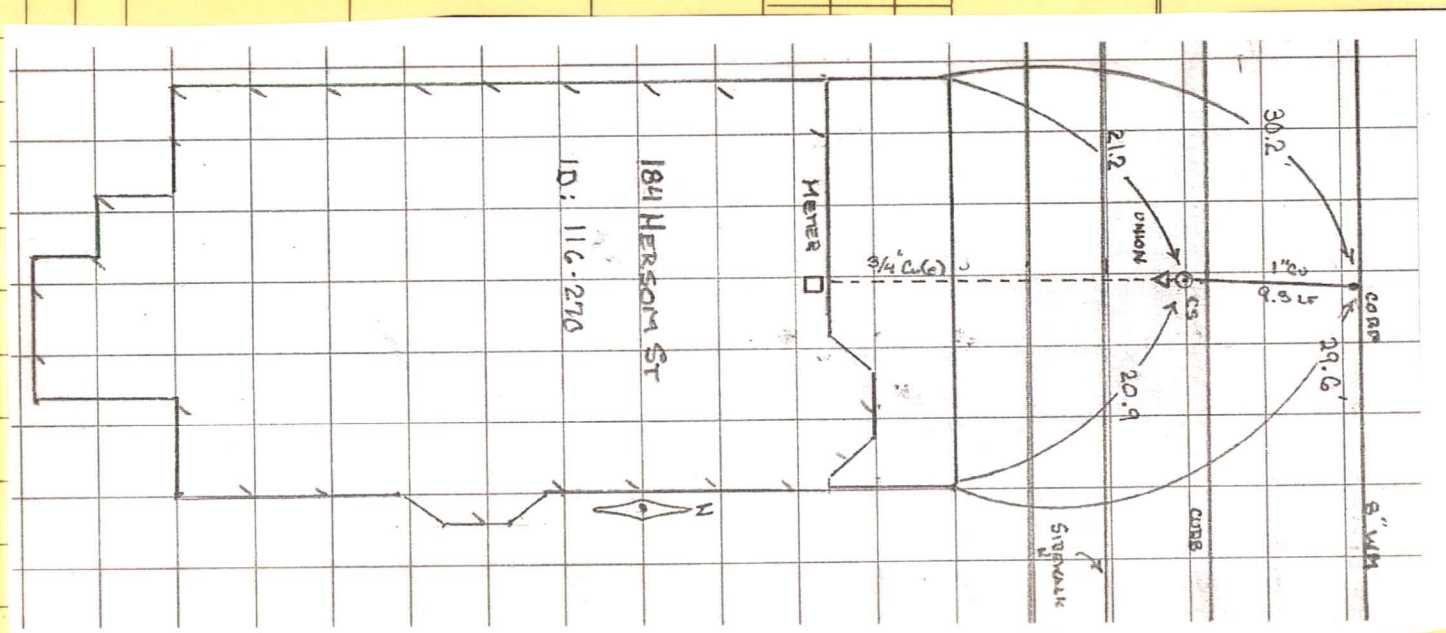 30.2'
21.2
184 HERSOM ST
ID: 116-270
METER
3/4" Cu(E)
UNION
CS
1" CU
9.3 LF
CORP
29.6'
20.9
N
SIDEWALK
CURB
8" WM